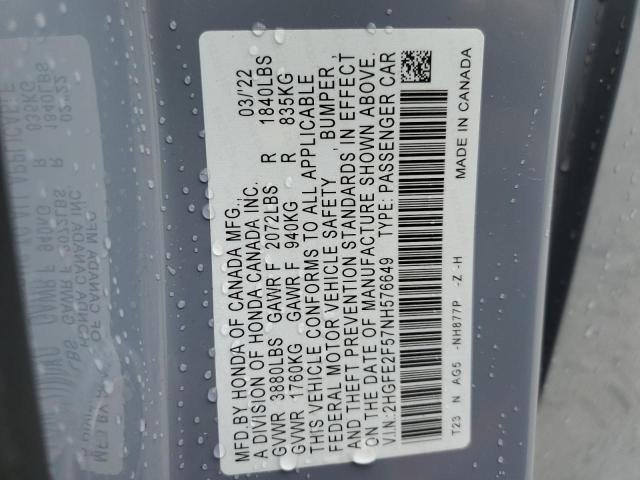 MFD.BY HONDA OF CANADA MFG., 03/'22
A DIVISION OF HONDA CANADA INC.
GVWR 3880LBS GAWR F 2072LBS R 1840LBS
GVWR 1760KG GAWR F 940KG R 835KG
THIS VEHICLE CONFORMS TO ALL APPLICABLE
FEDERAL MOTOR VEHICLE SAFETY, BUMPER,
AND THEFT PREVENTION STANDARDS IN EFFECT
ON THE DATE OF MANUFACTURE SHOWN ABOVE.
V.I.N: 2HGFE2F57NH576649 TYPE: PASSENGER CAR
T23 N AG5 -NH877P -Z -H MADE IN CANADA